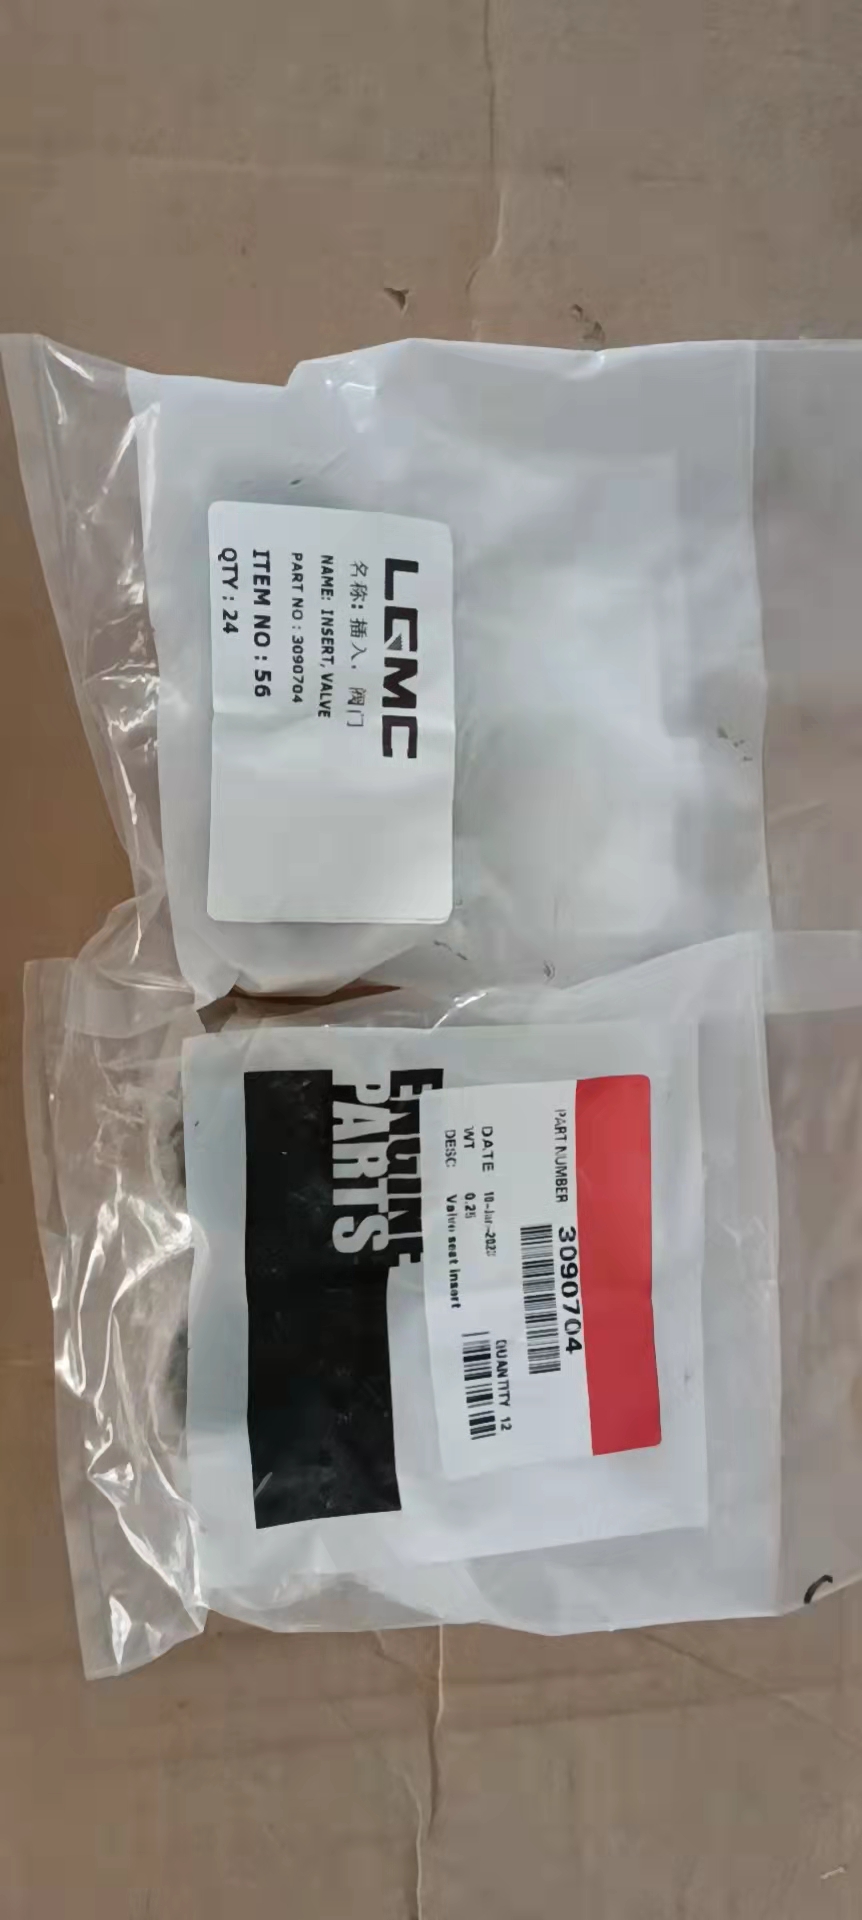 LGMC
名称: 插入, 阀门
NAME: INSERT, VALVE
PART NO : 3090704
ITEM NO : 56
QTY : 24
PART NUMBER 3090704
QUANTITY 12
DATE
WT 0.25
DESC: Valve seat insert
ENGINE
PARTS